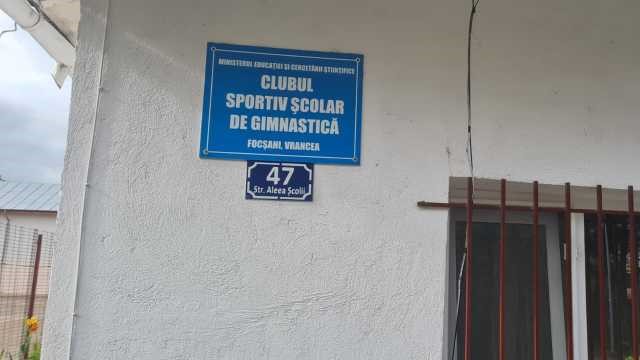 MINISTERUL EDUCAȚIEI ȘI CERCETĂRII ȘTIINȚIFICE
CLUBUL
SPORTIV ȘCOLAR
DE GIMNASTICĂ
FOCȘANI, VRANCEA
47
Str. Aleea Școlii